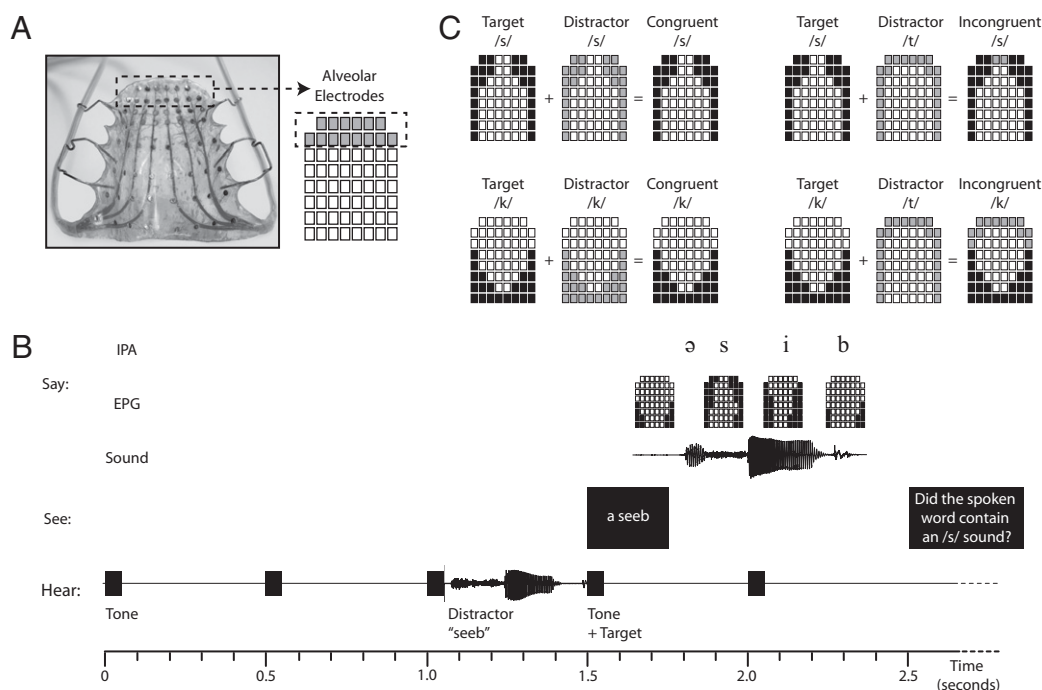 A
Alveolar
Electrodes
C
Target
/s/
Distractor
/s/
Congruent
/s/
Target
/s/
Distractor
/t/
Incongruent
/s/
+
=
+
=
Target
/k/
Distractor
/k/
Congruent
/k/
Target
/k/
Distractor
/t/
Incongruent
/k/
+
=
+
=
B
IPA
ə s i b
Say:
EPG
Sound
See:
a seeb
Did the spoken
word contain
an /s/ sound?
Hear:
Tone
Distractor
"seeb"
Tone
+ Target
0 0.5 1.0 1.5 2.0 2.5
Time
(seconds)